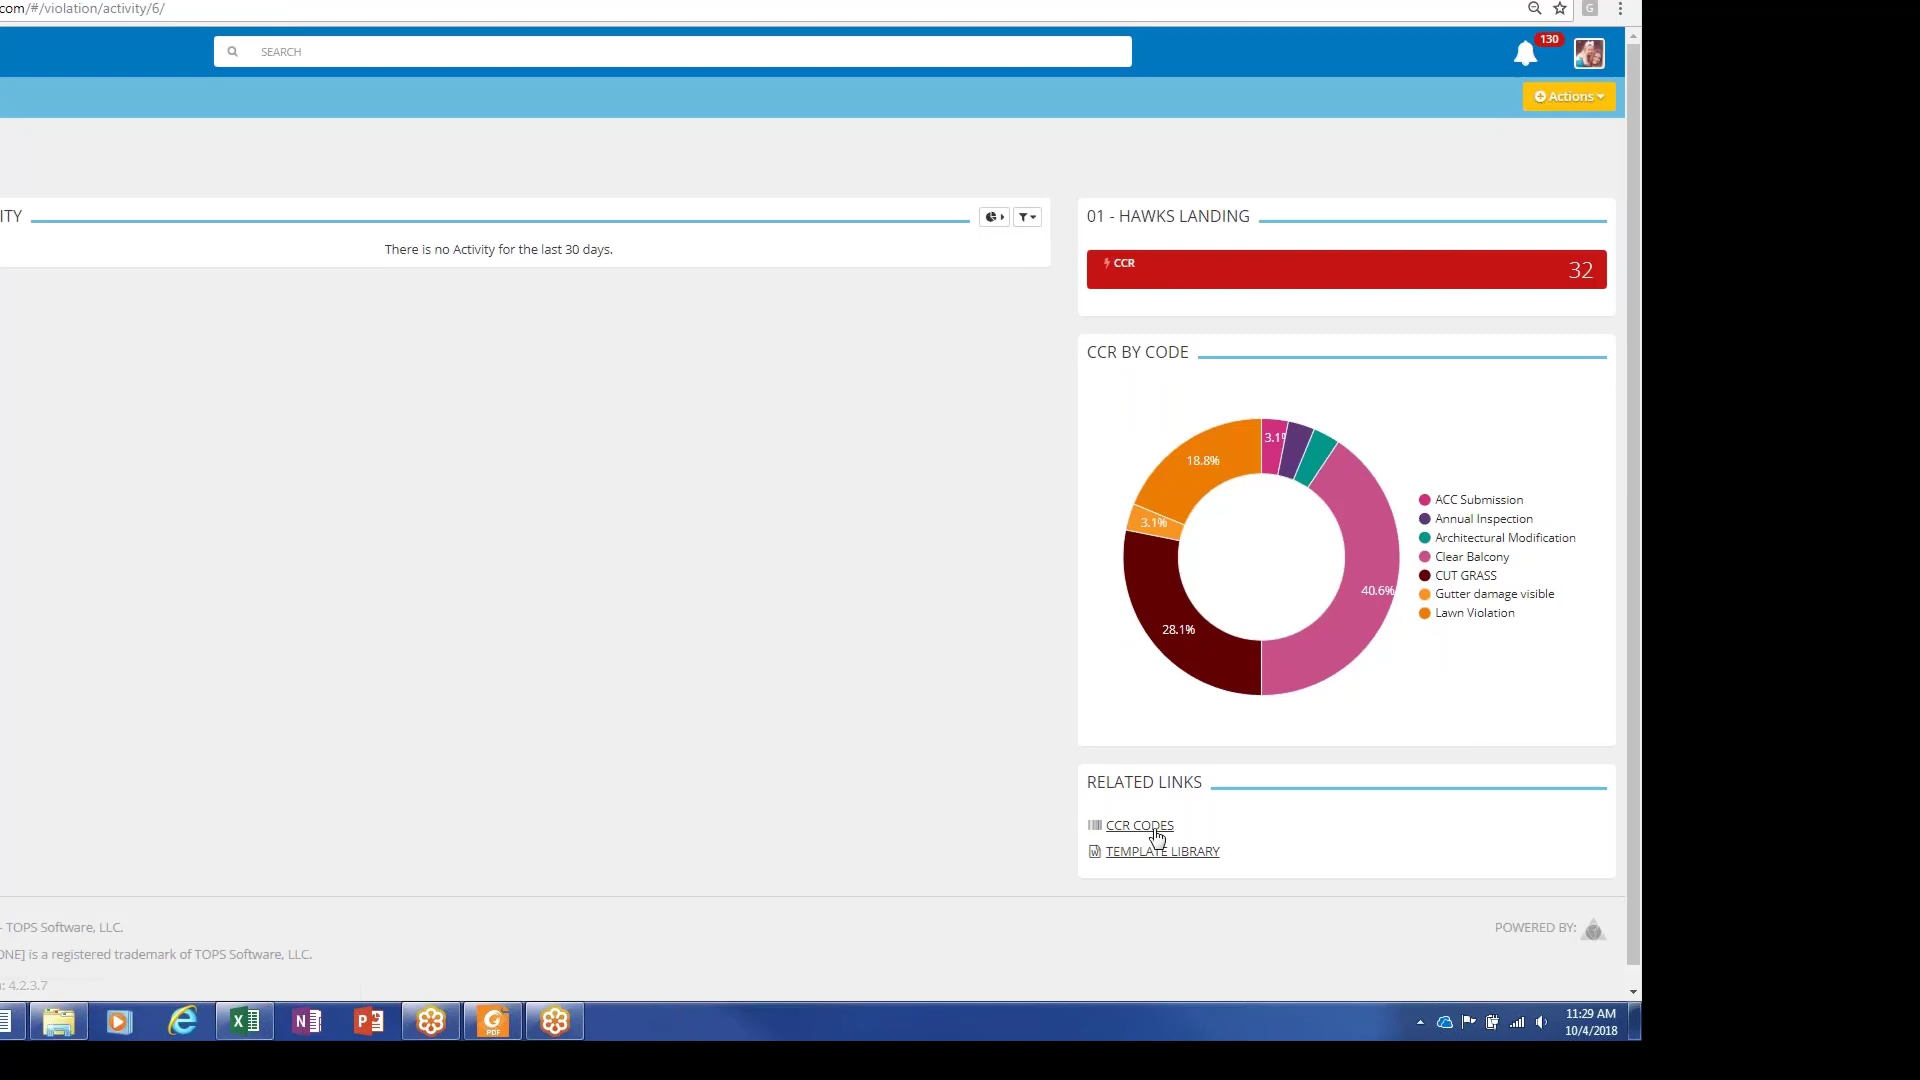 com/#/violation/activity/6/
SEARCH
130
Actions
ITY
There is no Activity for the last 30 days.
01 - HAWKS LANDING
CCR
32
CCR BY CODE
3.1
18.8%
3.1%
40.6%
28.1%
ACC Submission
Annual Inspection
Architectural Modification
Clear Balcony
CUT GRASS
Gutter damage visible
Lawn Violation
RELATED LINKS
CCR CODES
TEMPLATE LIBRARY
- TOPS Software, LLC.
ONE] is a registered trademark of TOPS Software, LLC.
: 4.2.3.7
POWERED BY:
11:29 AM
10/4/2018